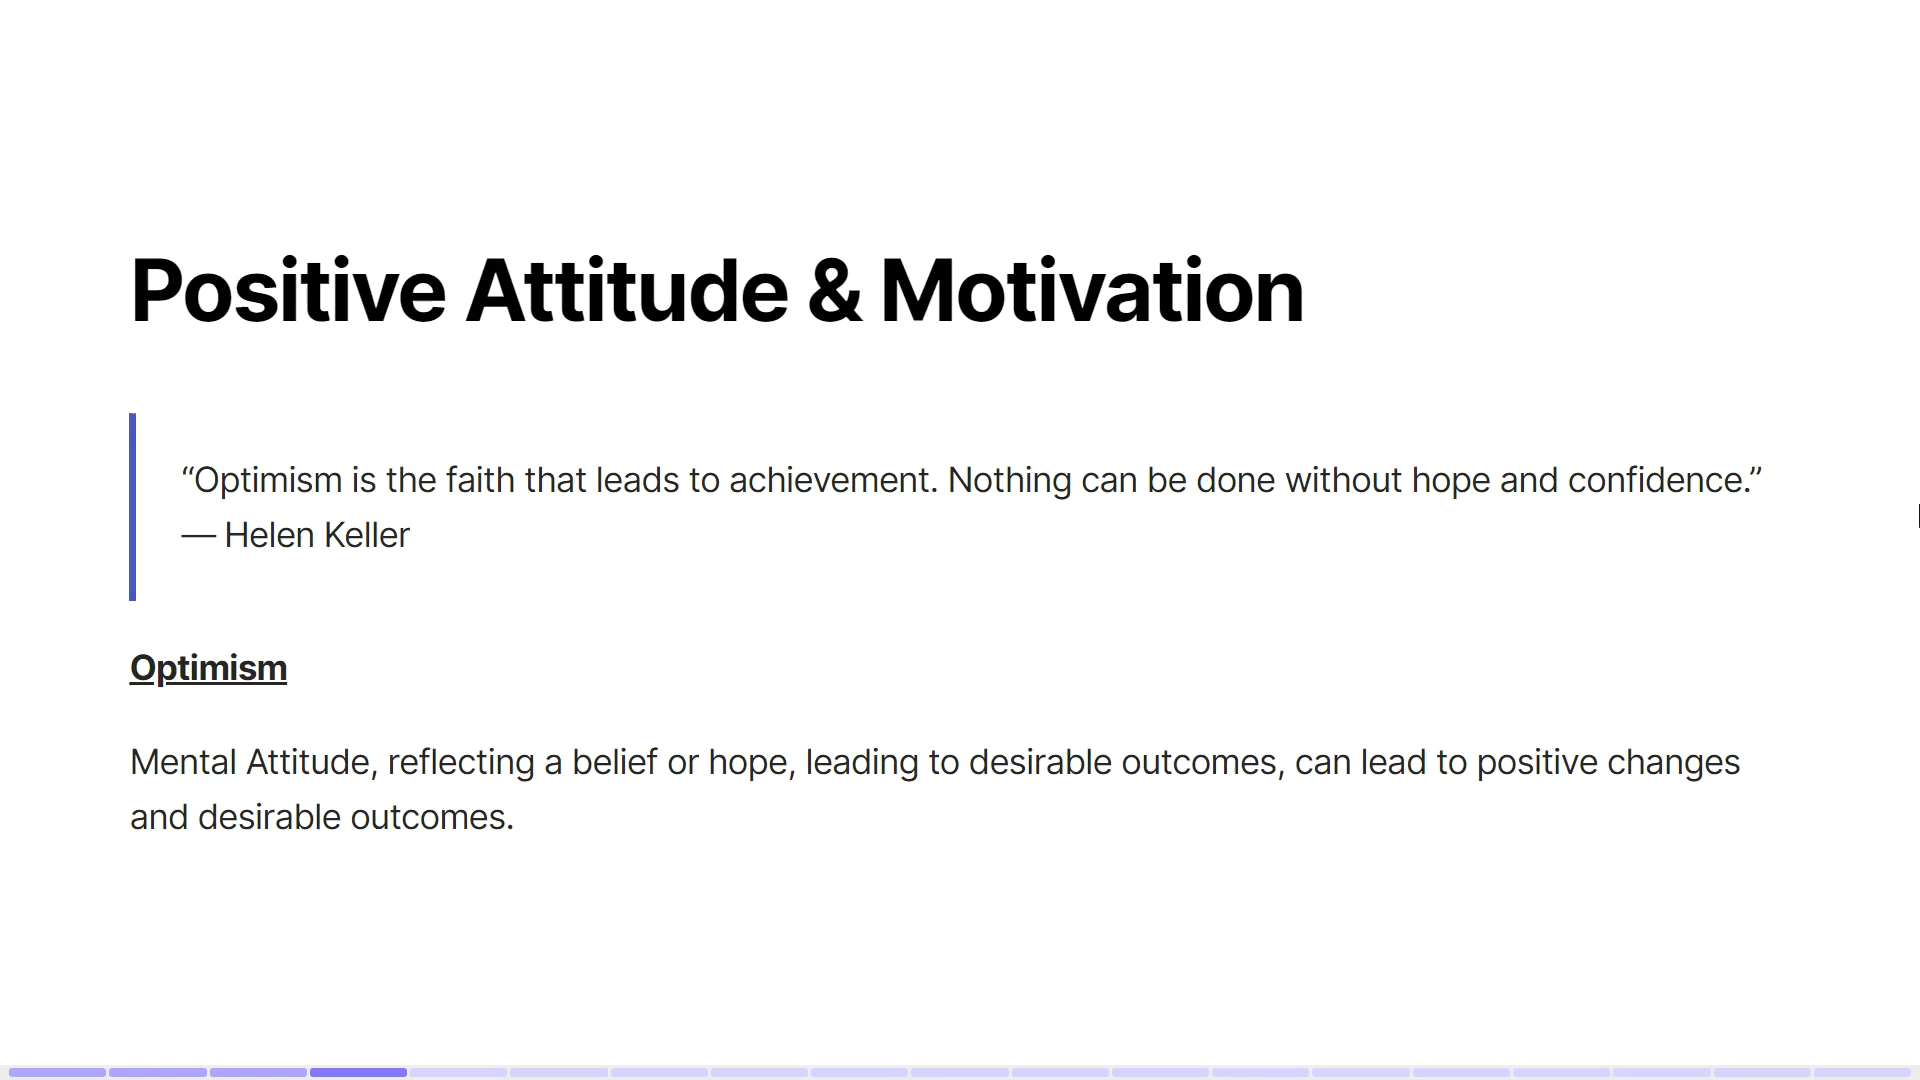 Positive Attitude & Motivation
“Optimism is the faith that leads to achievement. Nothing can be done without hope and confidence.”
— Helen Keller
Optimism
Mental Attitude, reflecting a belief or hope, leading to desirable outcomes, can lead to positive changes
and desirable outcomes.